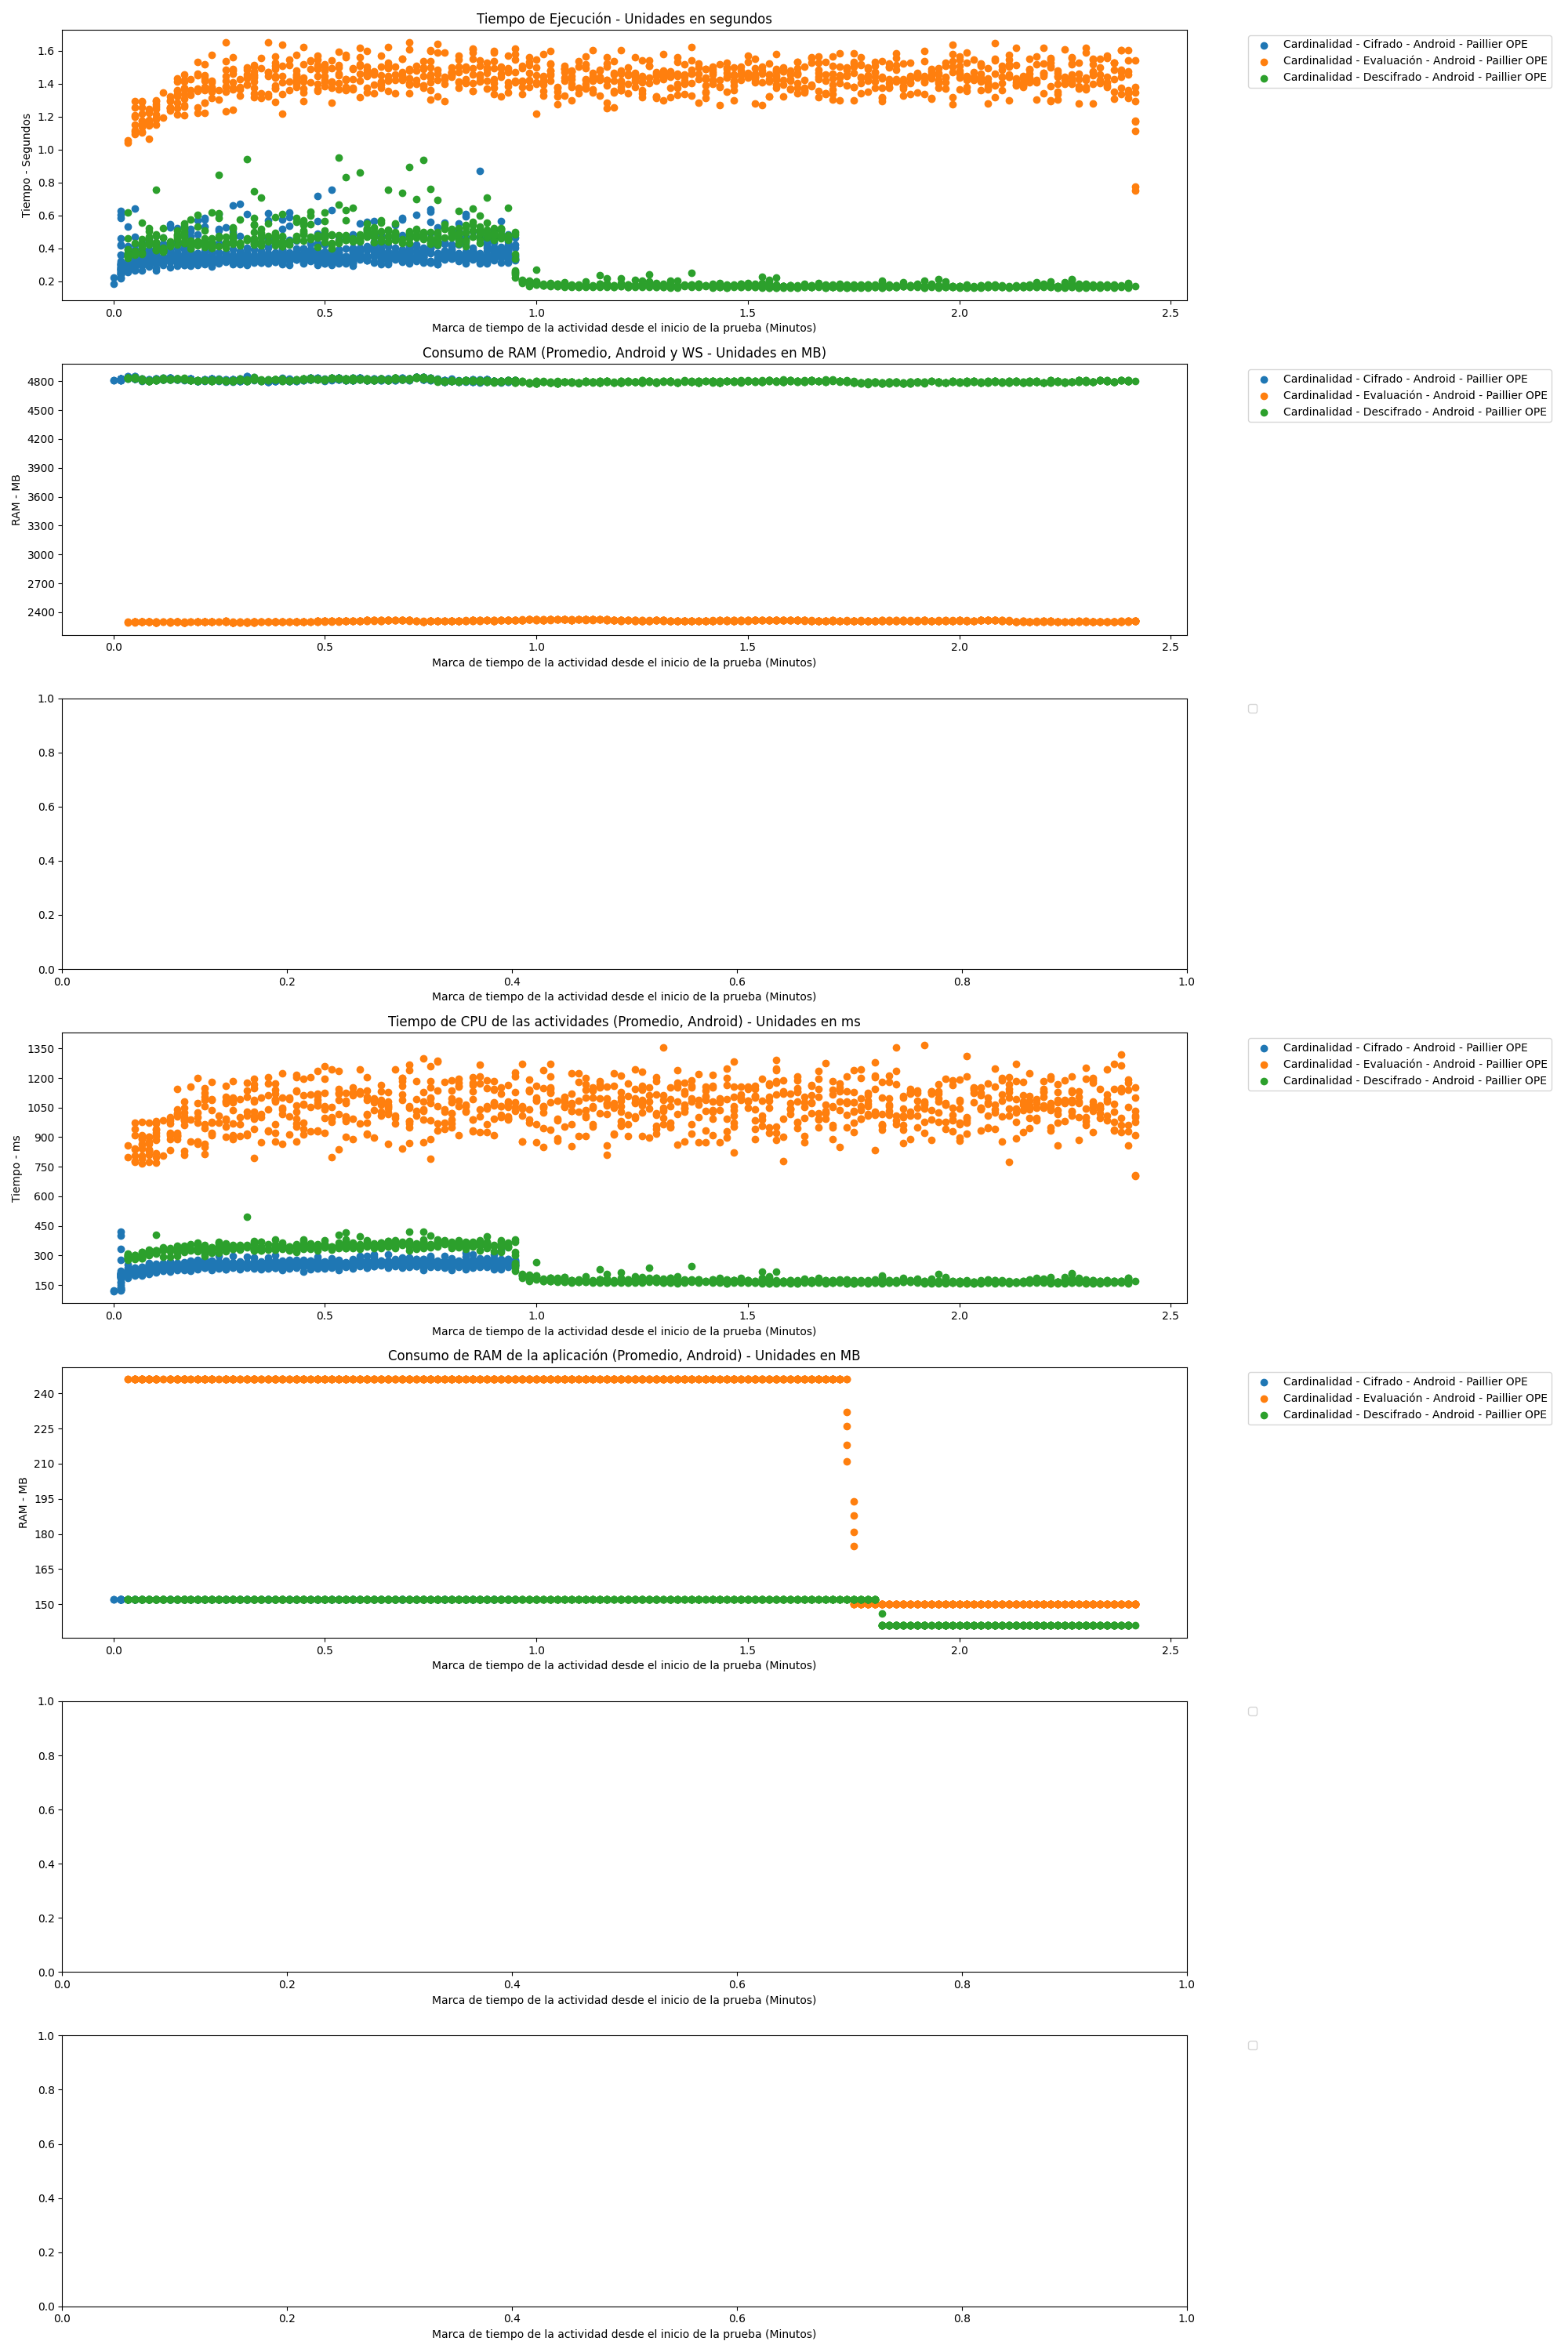 Tiempo de Ejecución - Unidades en segundos
Tiempo - Segundos
1.6
1.4
1.2
1.0
0.8
0.6
0.4
0.2
0.0 0.5 1.0 1.5 2.0 2.5
Marca de tiempo de la actividad desde el inicio de la prueba (Minutos)
Cardinalidad - Cifrado - Android - Paillier OPE
Cardinalidad - Evaluación - Android - Paillier OPE
Cardinalidad - Descifrado - Android - Paillier OPE
Consumo de RAM (Promedio, Android y WS - Unidades en MB)
RAM - MB
4800
4500
4200
3900
3600
3300
3000
2700
2400
0.0 0.5 1.0 1.5 2.0 2.5
Marca de tiempo de la actividad desde el inicio de la prueba (Minutos)
Cardinalidad - Cifrado - Android - Paillier OPE
Cardinalidad - Evaluación - Android - Paillier OPE
Cardinalidad - Descifrado - Android - Paillier OPE
1.0
0.8
0.6
0.4
0.2
0.0
0.0 0.2 0.4 0.6 0.8 1.0
Marca de tiempo de la actividad desde el inicio de la prueba (Minutos)
Tiempo de CPU de las actividades (Promedio, Android) - Unidades en ms
Tiempo - ms
1350
1200
1050
900
750
600
450
300
150
0.0 0.5 1.0 1.5 2.0 2.5
Marca de tiempo de la actividad desde el inicio de la prueba (Minutos)
Cardinalidad - Cifrado - Android - Paillier OPE
Cardinalidad - Evaluación - Android - Paillier OPE
Cardinalidad - Descifrado - Android - Paillier OPE
Consumo de RAM de la aplicación (Promedio, Android) - Unidades en MB
RAM - MB
240
225
210
195
180
165
150
0.0 0.5 1.0 1.5 2.0 2.5
Marca de tiempo de la actividad desde el inicio de la prueba (Minutos)
Cardinalidad - Cifrado - Android - Paillier OPE
Cardinalidad - Evaluación - Android - Paillier OPE
Cardinalidad - Descifrado - Android - Paillier OPE
1.0
0.8
0.6
0.4
0.2
0.0
0.0 0.2 0.4 0.6 0.8 1.0
Marca de tiempo de la actividad desde el inicio de la prueba (Minutos)
1.0
0.8
0.6
0.4
0.2
0.0
0.0 0.2 0.4 0.6 0.8 1.0
Marca de tiempo de la actividad desde el inicio de la prueba (Minutos)